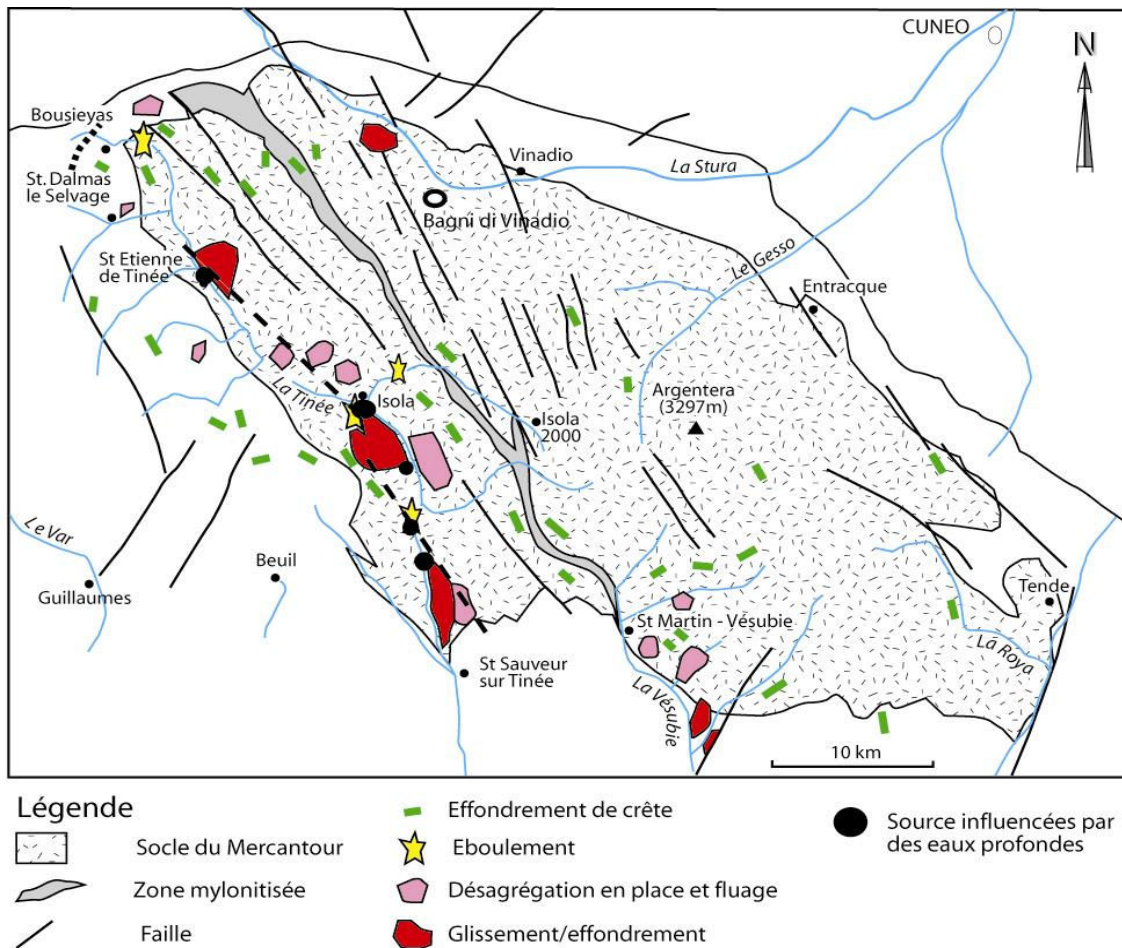 CUNEO
N
Bousieyas
Vinadio
La Stura
St. Dalmas
le Selvage
Bagni di Vinadio
St Etienne
de Tinée
Le Gesso
Entracque
La Tinée
Isola
Isola
2000
Argentera
(3297m)
Le Var
Beuil
Guillaumes
Tende
St Martin - Vésubie
La Roya
St Sauveur
sur Tinée
La Vésubie
10 km
Légende
Socle du Mercantour
Zone mylonitisée
Faille
Effondrement de crête
Eboulement
Désagrégation en place et fluage
Glissement/effondrement
Source influencées par
des eaux profondes